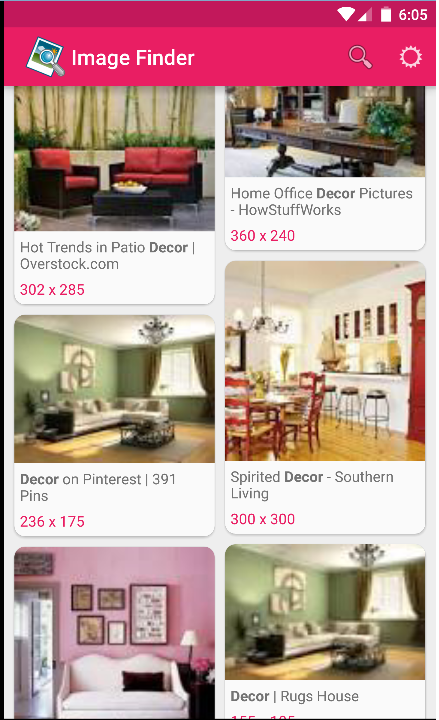 6:05
Image Finder
Hot Trends in Patio Decor |
Overstock.com
302 x 285
Home Office Decor Pictures
- HowStuffWorks
360 x 240
Decor on Pinterest | 391
Pins
236 x 175
Spirited Decor - Southern
Living
300 x 300
Decor | Rugs House